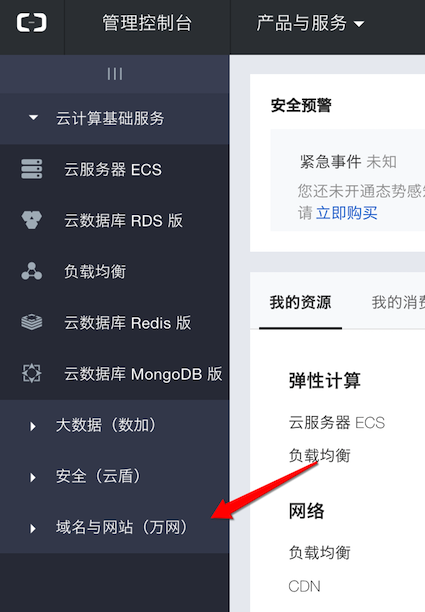 管理控制台
产品与服务
云计算基础服务
云服务器 ECS
云数据库 RDS 版
负载均衡
云数据库 Redis 版
云数据库 MongoDB 版
大数据（数加）
安全（云盾）
域名与网站（万网）
安全预警
紧急事件 未知
您还未开通态势感
请 立即购买
我的资源
我的消费
弹性计算
云服务器 ECS
负载均衡
网络
负载均衡
CDN